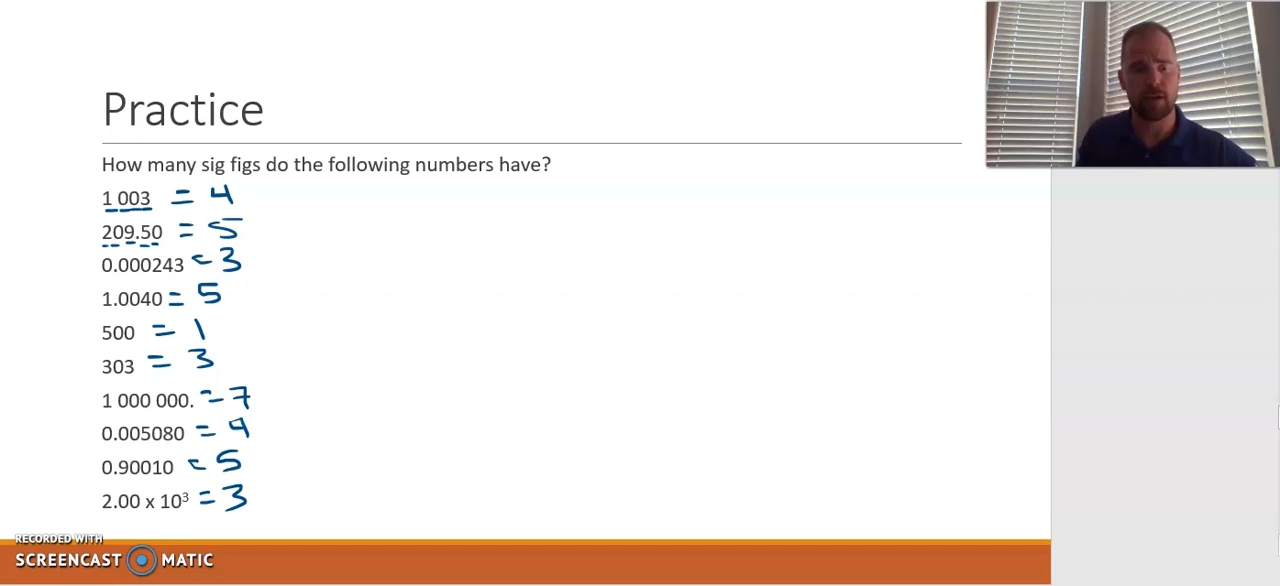 Practice
How many sig figs do the following numbers have?
1 003 = 4
209.50 = 5
0.000243 = 3
1.0040 = 5
500 = 1
303 = 3
1 000 000. = 7
0.005080 = 4
0.90010 = 5
2.00 x 10³ = 3
RECORDED WITH
SCREENCAST MATIC